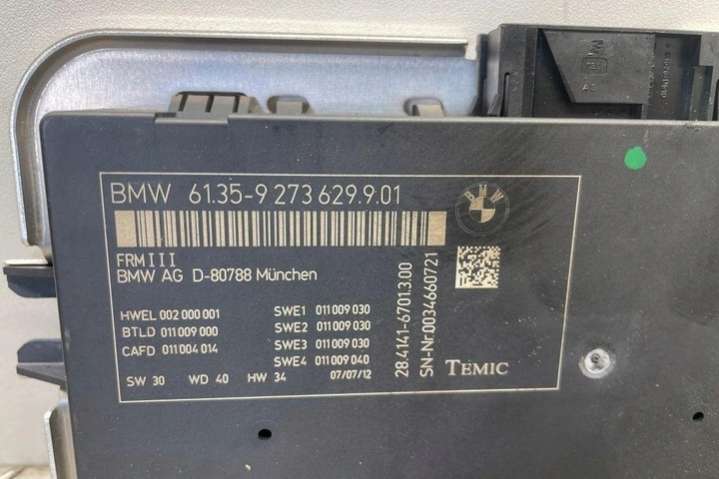 BMW 61.35-9 273 629.9.01
BMW
FRM III
BMW AG D-80788 München
HWEL 002 000 001
BTLD 011 009 000
CAFD 011 004 014
SWE1 011 009 030
SWE2 011 009 030
SWE3 011 009 030
SWE4 011 009 040
SW 30 WD 40 HW 34 07/07/12
28.4141-6701.3.00
SN-Nr.0034660721
TEMIC